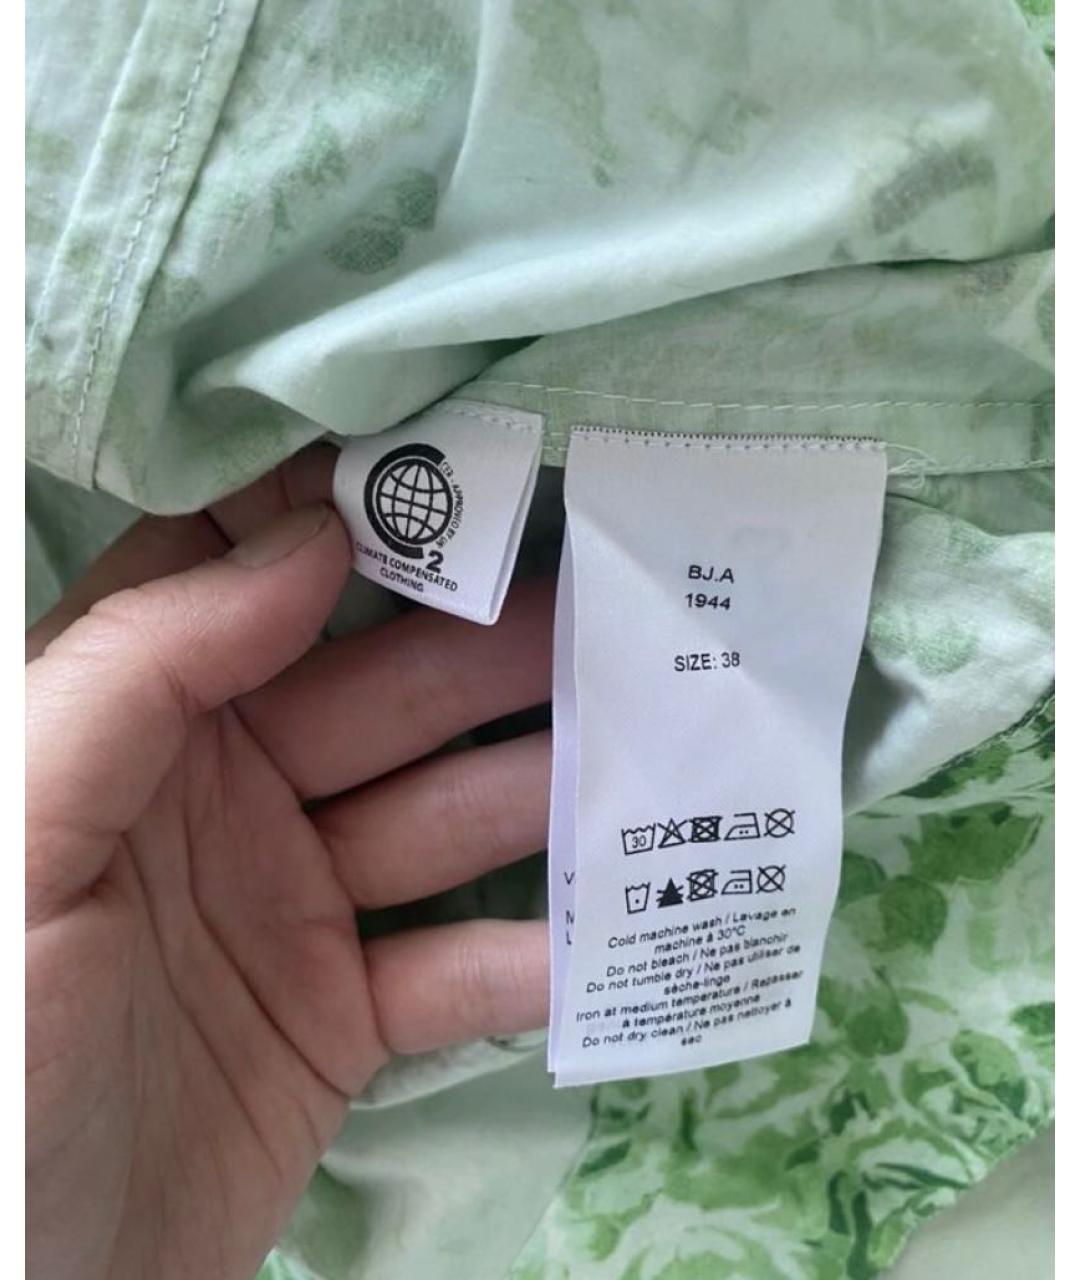 CER - APPROVED BY UN
2
CLIMATE COMPENSATED
CLOTHING
BJ.A
1944
SIZE: 38
30
Cold machine wash / Lavage en
machine à 30°C
Do not bleach / Ne pas blanchir
Do not tumble dry / Ne pas utiliser de
sèche-linge
Iron at medium temperature / Repasser
à température moyenne
Do not dry clean / Ne pas nettoyer à
sec
V
M
L